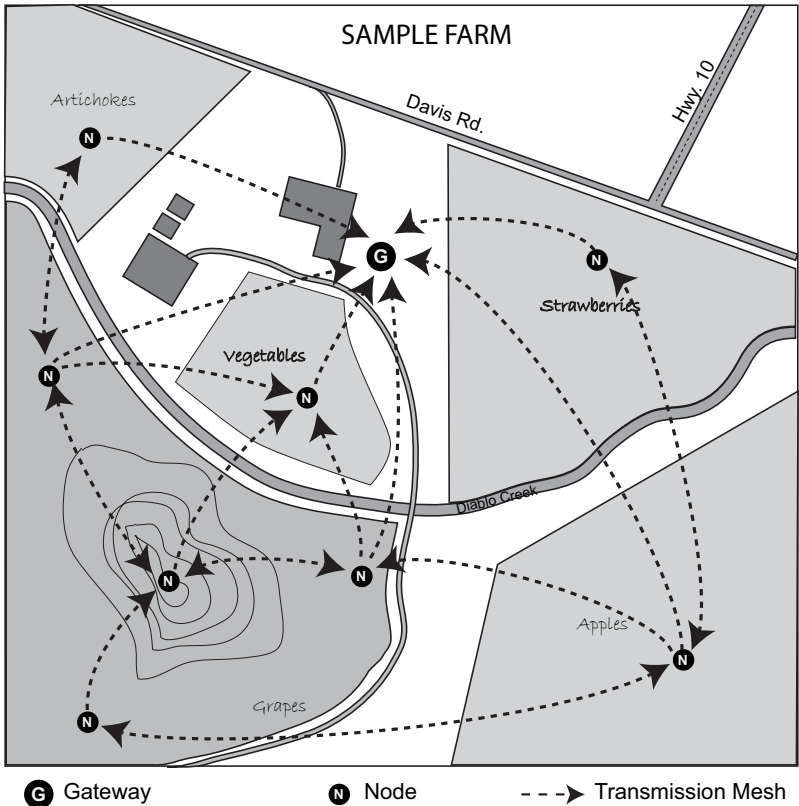 SAMPLE FARM
Hwy. 10
Artichokes
Davis Rd.
N
G
N
Strawberries
Vegetables
N
N
Diablo Creek
N
N
Apples
N
Grapes
N
G Gateway
N Node
Transmission Mesh